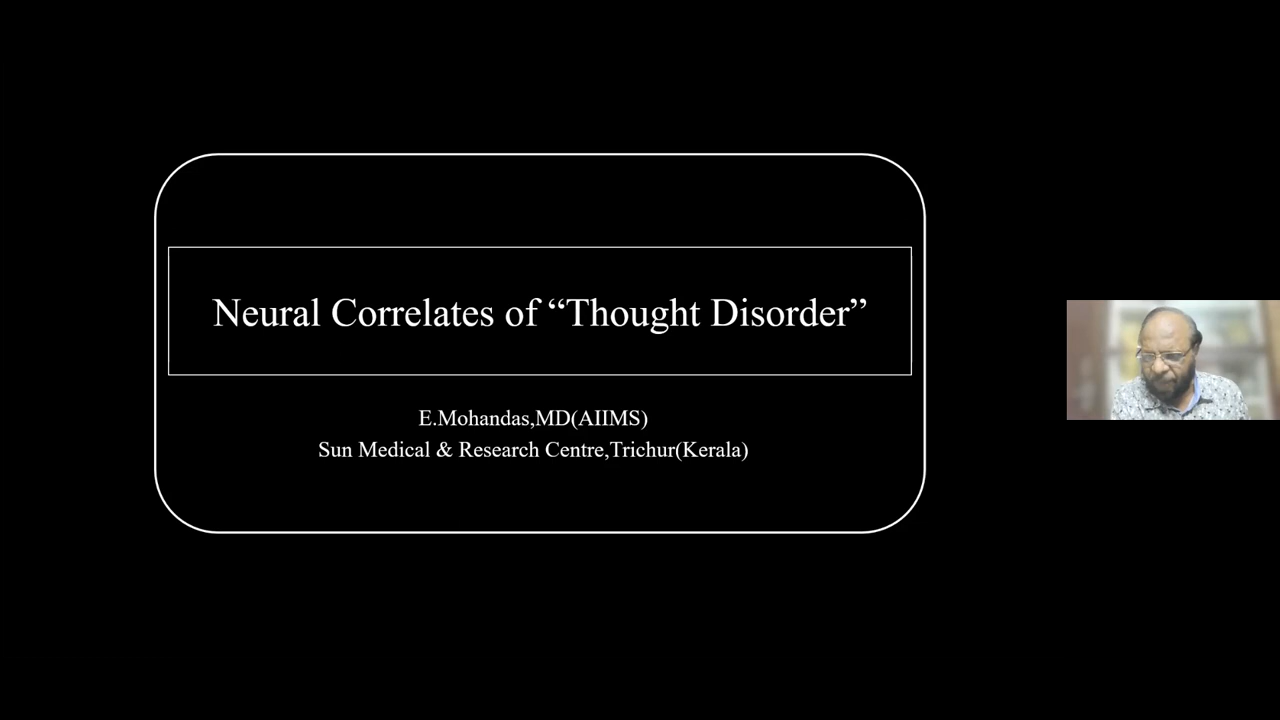 Neural Correlates of “Thought Disorder”
E.Mohandas,MD(AIIMS)
Sun Medical & Research Centre,Trichur(Kerala)